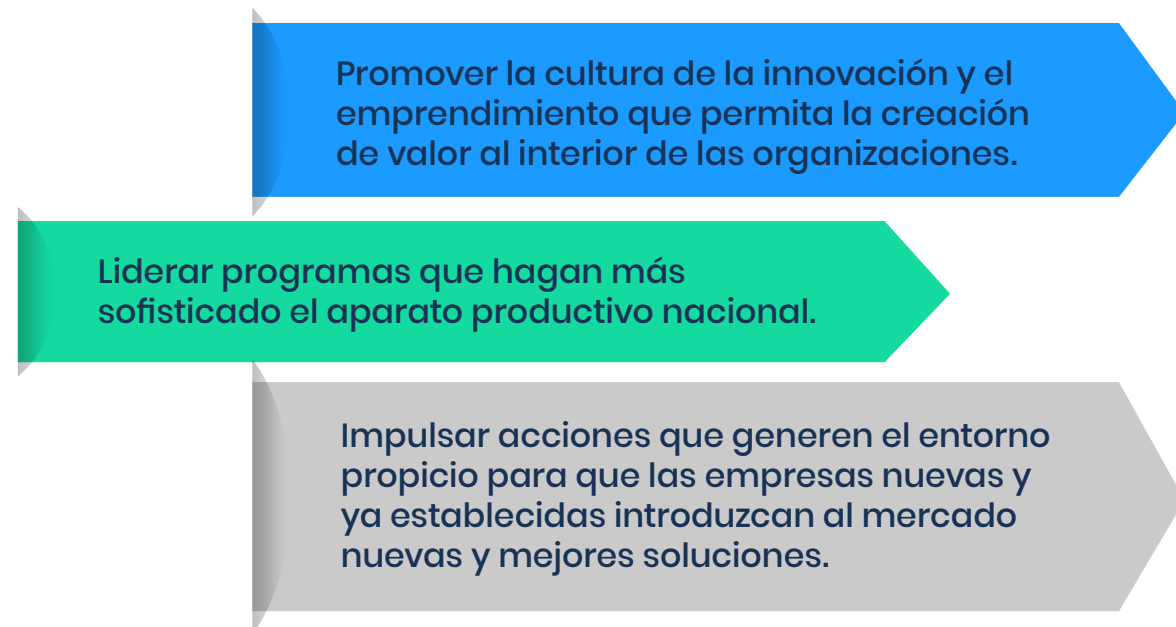 Promover la cultura de la innovación y el
emprendimiento que permita la creación
de valor al interior de las organizaciones.
Liderar programas que hagan más
sofisticado el aparato productivo nacional.
Impulsar acciones que generen el entorno
propicio para que las empresas nuevas y
ya establecidas introduzcan al mercado
nuevas y mejores soluciones.